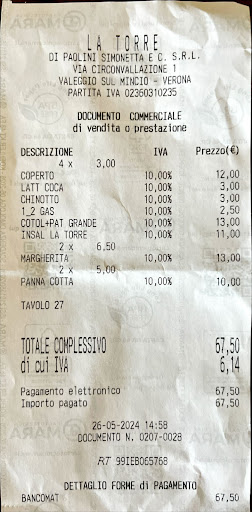 LA TORRE
DI PAOLINI SIMONETTA E C. S.R.L.
VIA CIRCONVALLAZIONE 1
VALEGGIO SUL MINCIO - VERONA
PARTITA IVA 02360310235
DOCUMENTO COMMERCIALE
di vendita o prestazione
DESCRIZIONE IVA Prezzo(€)
4 x 3,00
COPERTO 10,00% 12,00
LATT COCA 10,00% 3,00
CHINOTTO 10,00% 3,00
1_2 GAS 10,00% 2,50
COTOL+PAT GRANDE 10,00% 13,00
INSAL LA TORRE 10,00% 11,00
2 x 6,50
MARGHERITA 10,00% 13,00
2 x 5,00
PANNA COTTA 10,00% 10,00
TAVOLO 27
TOTALE COMPLESSIVO 67,50
di cui IVA 6,14
Pagamento elettronico 67,50
Importo pagato 67,50
26-05-2024 14:58
DOCUMENTO N. 0207-0028
RT 99IEB065768
DETTAGLIO FORME di PAGAMENTO
BANCOMAT 67,50